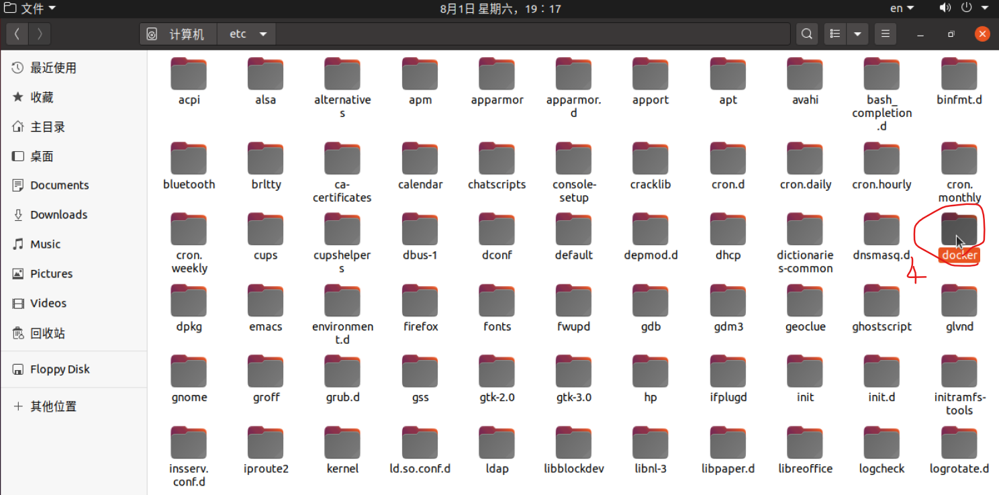 文件
8月1日 星期六，19：17
en
计算机 etc
最近使用
收藏
主目录
桌面
Documents
Downloads
Music
Pictures
Videos
回收站
Floppy Disk
其他位置
acpi alsa alternative apm apparmor apparmor. apport apt avahi bash_ binfmt.d
s d completion
.d
bluetooth brltty ca- calendar chatscripts console- cracklib cron.d cron.daily cron.hourly cron.
certificates setup monthly
cron. cups cupshelper dbus-1 dconf default depmod.d dhcp dictionarie dnsmasq.d docker
weekly s s-common
4
dpkg emacs environmen firefox fonts fwupd gdb gdm3 geoclue ghostscript glvnd
t.d
gnome groff grub.d gss gtk-2.0 gtk-3.0 hp ifplugd init init.d initramfs-
tools
insserv. iproute2 kernel ld.so.conf.d ldap libblockdev libnl-3 libpaper.d libreoffice logcheck logrotate.d
conf.d